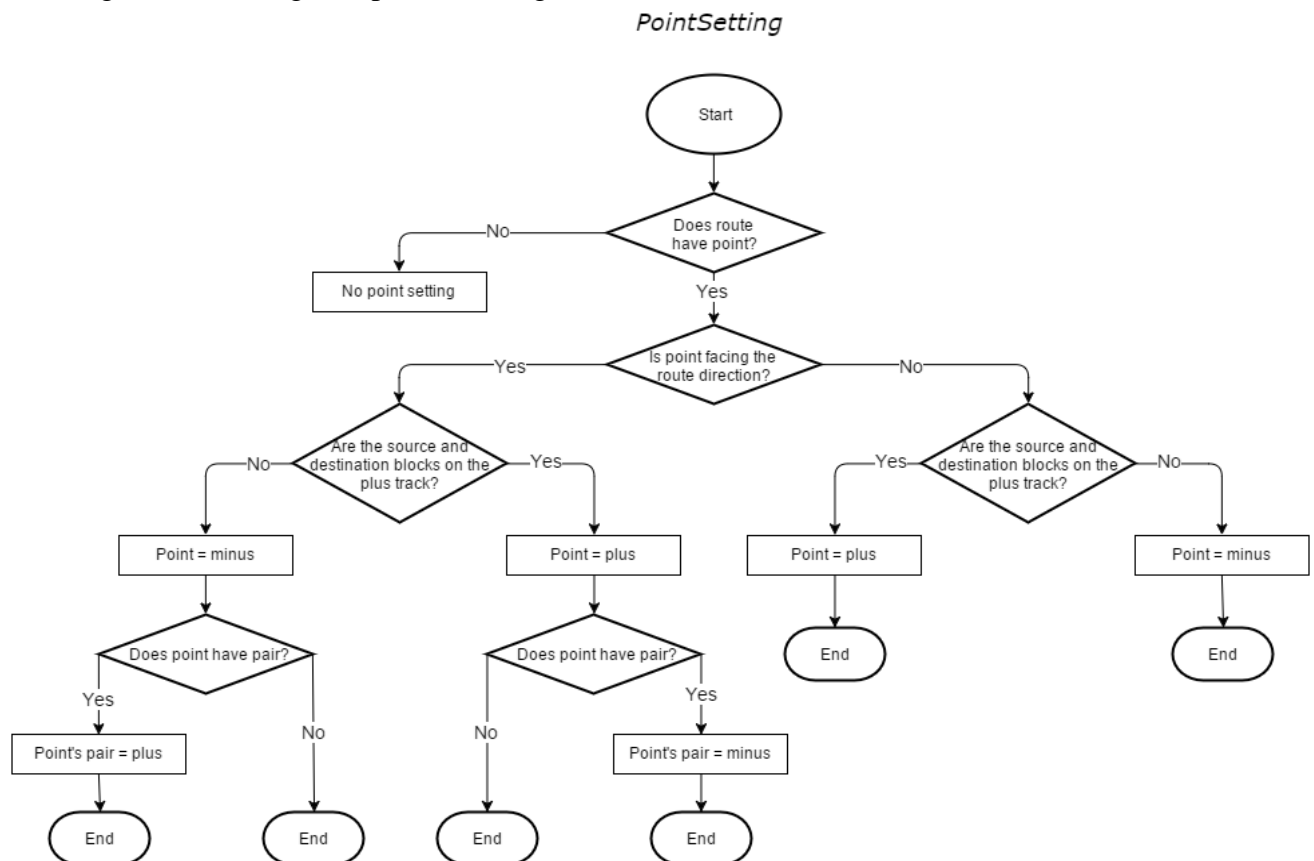 PointSetting
Start
Does route
have point?
No
No point setting
Yes
Is point facing the
route direction?
Yes
No
Are the source and
destination blocks on the
plus track?
No
Yes
Are the source and
destination blocks on the
plus track?
Yes
No
Point = minus
Point = plus
Point = plus
Point = minus
Does point have pair?
Does point have pair?
End
End
Yes
No
No
Yes
Point's pair = plus
Point's pair = minus
End
End
End
End